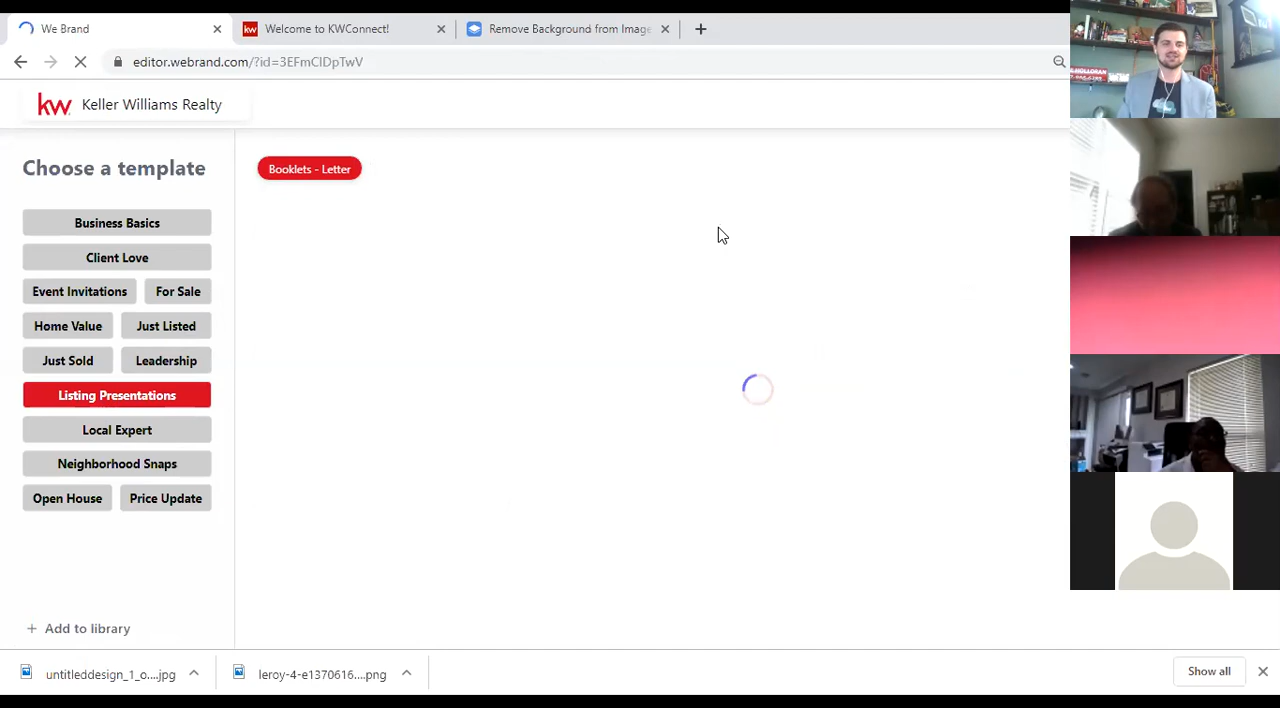 We Brand
kw Welcome to KWConnect!
Remove Background from Image
editor.webrand.com/?id=3EFmClDpTwV
kw Keller Williams Realty
Choose a template
Booklets - Letter
Business Basics
Client Love
Event Invitations For Sale
Home Value Just Listed
Just Sold Leadership
Listing Presentations
Local Expert
Neighborhood Snaps
Open House Price Update
+ Add to library
untitleddesign_1_o....jpg
leroy-4-e1370616....png
Show all